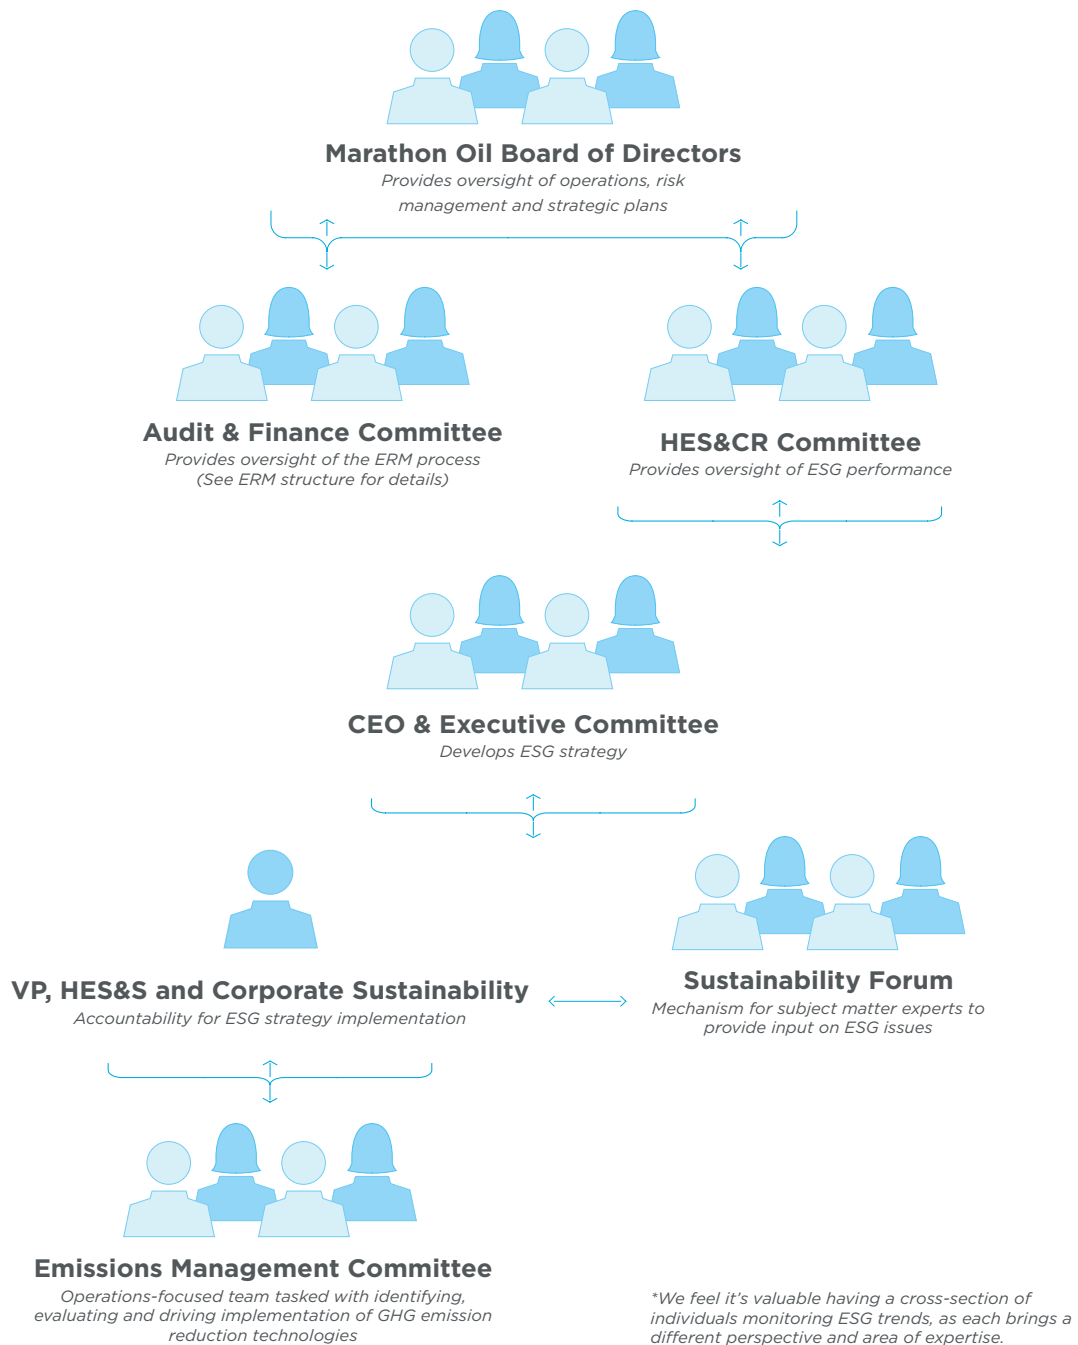 Marathon Oil Board of Directors
Provides oversight of operations, risk
management and strategic plans
Audit & Finance Committee
Provides oversight of the ERM process
(See ERM structure for details)
HES&CR Committee
Provides oversight of ESG performance
CEO & Executive Committee
Develops ESG strategy
VP, HES&S and Corporate Sustainability
Accountability for ESG strategy implementation
Sustainability Forum
Mechanism for subject matter experts to
provide input on ESG issues
Emissions Management Committee
Operations-focused team tasked with identifying,
evaluating and driving implementation of GHG emission
reduction technologies
*We feel it's valuable having a cross-section of
individuals monitoring ESG trends, as each brings a
different perspective and area of expertise.